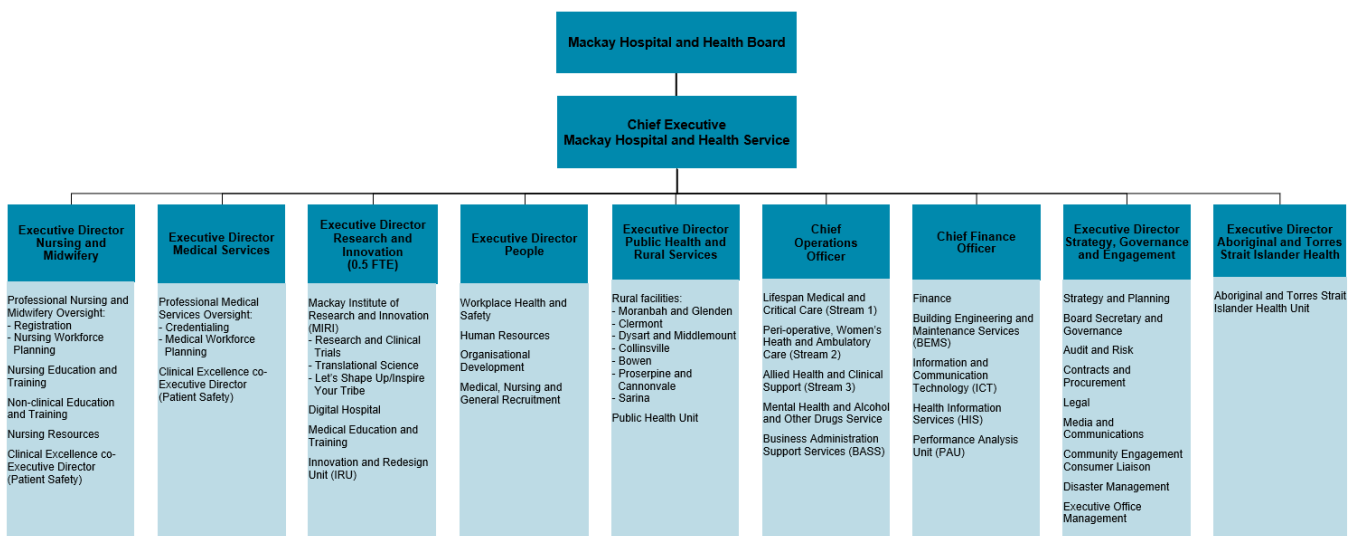 Mackay Hospital and Health Board
Chief Executive
Mackay Hospital and Health Service
Executive Director
Nursing and
Midwifery
Professional Nursing and
Midwifery Oversight:
- Registration
- Nursing Workforce
Planning
Nursing Education and
Training
Non-clinical Education
and Training
Nursing Resources
Clinical Excellence co-
Executive Director
(Patient Safety)
Executive Director
Medical Services
Professional Medical
Services Oversight:
- Credentialing
- Medical Workforce
Planning
Clinical Excellence co-
Executive Director
(Patient Safety)
Executive Director
Research and
Innovation
(0.5 FTE)
Mackay Institute of
Research and Innovation
(MIRI)
- Research and Clinical
Trials
- Translational Science
- Let's Shape Up/Inspire
Your Tribe
Digital Hospital
Medical Education and
Training
Innovation and Redesign
Unit (IRU)
Executive Director
People
Workplace Health and
Safety
Human Resources
Organisational
Development
Medical, Nursing and
General Recruitment
Executive Director
Public Health and
Rural Services
Rural facilities:
- Moranbah and Glenden
- Clermont
- Dysart and Middlemount
- Collinsville
- Bowen
- Proserpine and
Cannonvale
- Sarina
Public Health Unit
Chief
Operations
Officer
Lifespan Medical and
Critical Care (Stream 1)
Peri-operative, Women's
Heath and Ambulatory
Care (Stream 2)
Allied Health and Clinical
Support (Stream 3)
Mental Health and Alcohol
and Other Drugs Service
Business Administration
Support Services (BASS)
Chief Finance
Officer
Finance
Building Engineering and
Maintenance Services
(BEMS)
Information and
Communication
Technology (ICT)
Health Information
Services (HIS)
Performance Analysis
Unit (PAU)
Executive Director
Strategy, Governance
and Engagement
Strategy and Planning
Board Secretary and
Governance
Audit and Risk
Contracts and
Procurement
Legal
Media and
Communications
Community Engagement
Consumer Liaison
Disaster Management
Executive Office
Management
Executive Director
Aboriginal and Torres
Strait Islander Health
Aboriginal and Torres Strait
Islander Health Unit